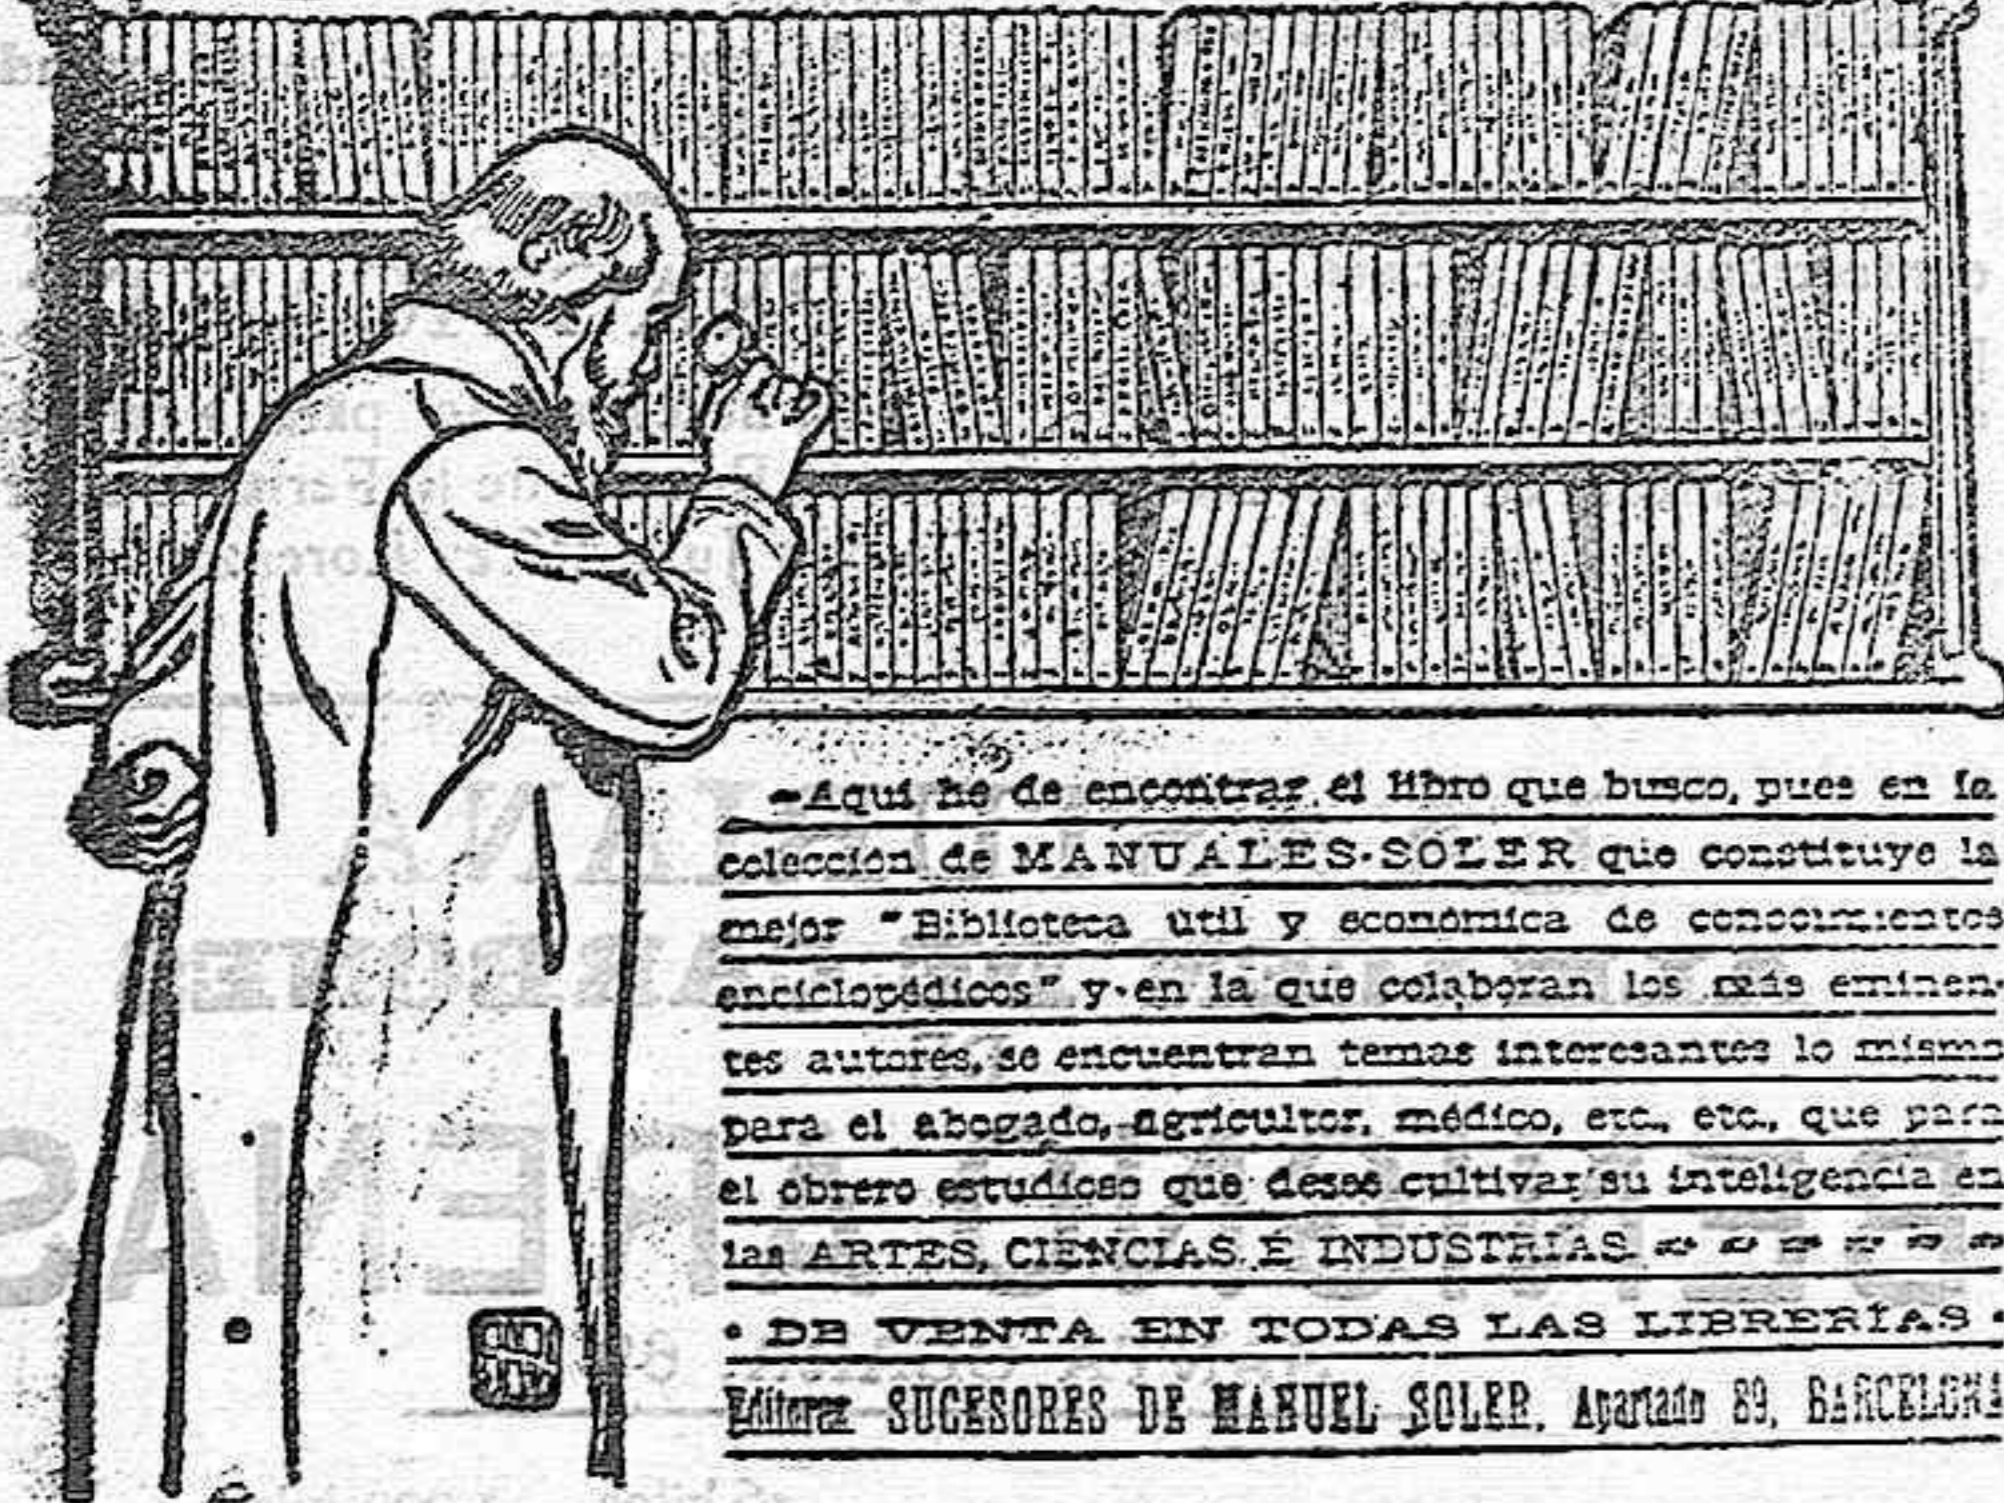 -Aquí he de encontrar el libro que busco, pues en la
colección de MANUALES-SOLER que constituye la
mejor "Biblioteca útil y económica de conocimientos
enciclopédicos" y en la que colaboran los más eminen-
tes autores, se encuentran temas interesantes lo mismo
para el abogado, agricultor, médico, etc., etc., que para
el obrero estudioso que desee cultivar su inteligencia en
las ARTES, CIENCIAS É INDUSTRIAS
• DE VENTA EN TODAS LAS LIBRERÍAS •
Editores SUCESORES DE MANUEL SOLER. Apartado 89, BARCELONA